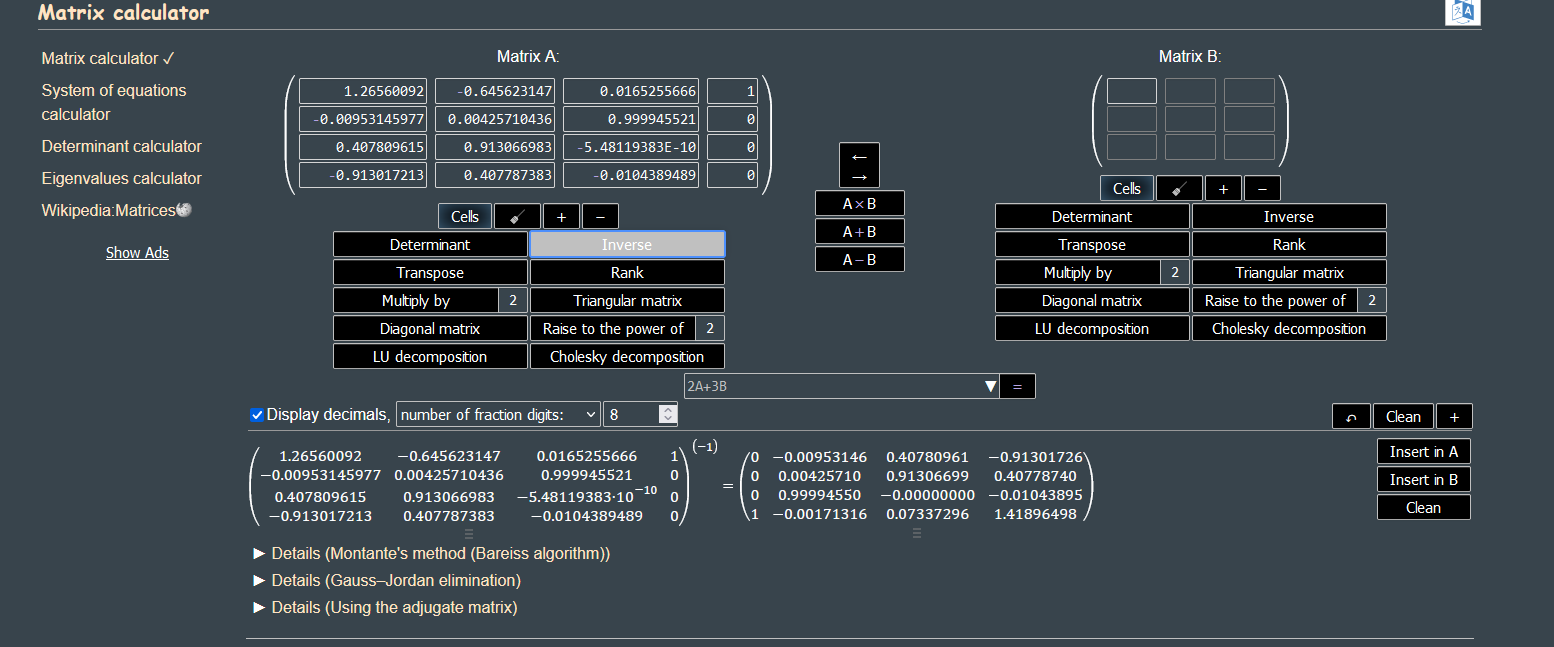 Matrix calculator
Matrix calculator ✓
System of equations
calculator
Determinant calculator
Eigenvalues calculator
Wikipedia:Matrices
Show Ads
Matrix A:
1.26560092 -0.645623147 0.0165255666 1
-0.00953145977 0.00425710436 0.999945521 0
0.407809615 0.913066983 -5.48119383E-10 0
-0.913017213 0.407787383 -0.0104389489 0
Cells + −
Determinant Inverse
Transpose Rank
Multiply by 2 Triangular matrix
Diagonal matrix Raise to the power of 2
LU decomposition Cholesky decomposition
←
→
A×B
A+B
A−B
Matrix B:
Cells + −
Determinant Inverse
Transpose Rank
Multiply by 2 Triangular matrix
Diagonal matrix Raise to the power of 2
LU decomposition Cholesky decomposition
2A+3B ▼ =
Display decimals, number of fraction digits: 8
↶ Clean +
1.26560092 −0.645623147 0.0165255666 1
−0.00953145977 0.00425710436 0.999945521 0
0.407809615 0.913066983 −5.48119383·10⁻¹⁰ 0
−0.913017213 0.407787383 −0.0104389489 0
(−1)
=
0 −0.00953146 0.40780961 −0.91301726
0 0.00425710 0.91306699 0.40778740
0 0.99994550 −0.00000000 −0.01043895
1 −0.00171316 0.07337296 1.41896498
Insert in A
Insert in B
Clean
► Details (Montante's method (Bareiss algorithm))
► Details (Gauss–Jordan elimination)
► Details (Using the adjugate matrix)